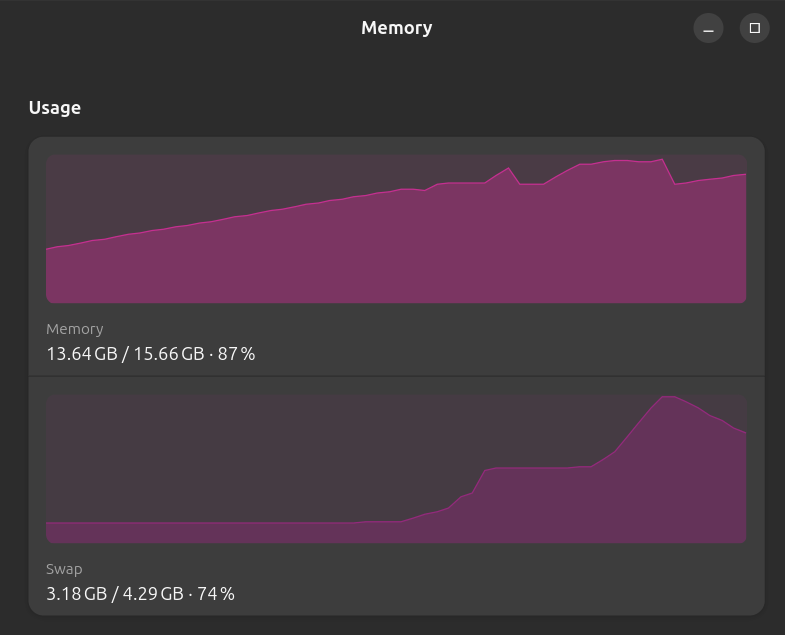 Memory
Usage
Memory
13.64 GB / 15.66 GB · 87 %
Swap
3.18 GB / 4.29 GB · 74 %